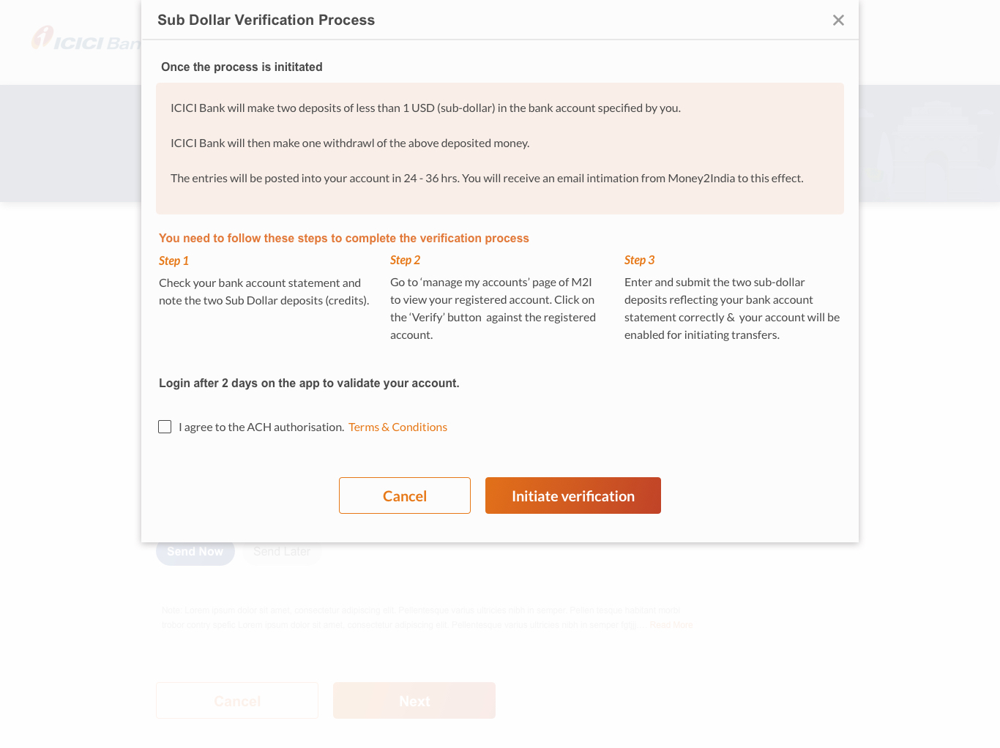 Sub Dollar Verification Process
ICICI Ban
Once the process is inititated
ICICI Bank will make two deposits of less than 1 USD (sub-dollar) in the bank account specified by you.
ICICI Bank will then make one withdrawl of the above deposited money.
The entries will be posted into your account in 24 - 36 hrs. You will receive an email intimation from Money2India to this effect.
You need to follow these steps to complete the verification process
Step 1
Check your bank account statement and
note the two Sub Dollar deposits (credits).
Step 2
Go to ‘manage my accounts’ page of M2I
to view your registered account. Click on
the ‘Verify’ button  against the registered
account.
Step 3
Enter and submit the two sub-dollar
deposits reflecting your bank account
statement correctly &  your account will be
enabled for initiating transfers.
Login after 2 days on the app to validate your account.
I agree to the ACH authorisation. Terms & Conditions
Cancel
Initiate verification
Send Now
Send Later
Note: Lorem ipsum dolor sit amet, consectetur adipiscing elit. Pellentesque varius ultricies nibh in semper. Pellen tesque habitant morbi
Lorem ipsum dolor sit amet, consectetur adipiscing elit. Pellentesque varius ultricies nibh in semper Read More
Cancel
Next